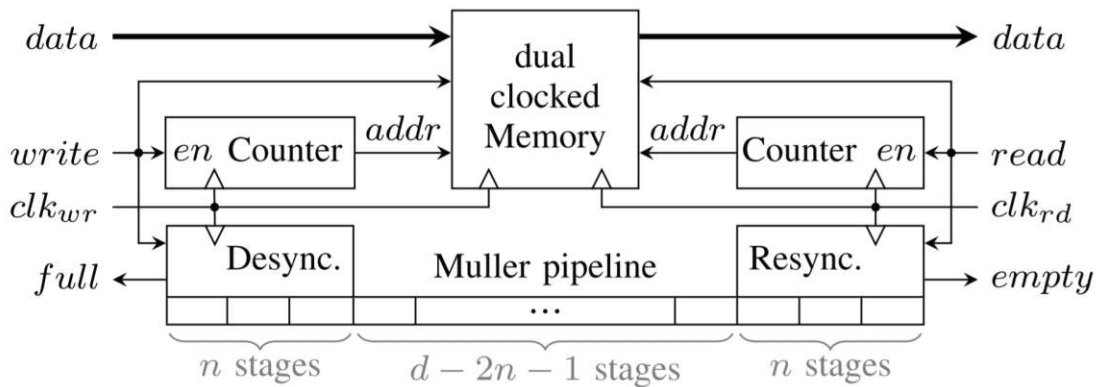 data
data
dual
clocked
Memory
addr
addr
write
en Counter
Counter en
read
clk_wr
clk_rd
Desync.
Muller pipeline
Resync.
full
empty
...
n stages
d − 2n − 1 stages
n stages